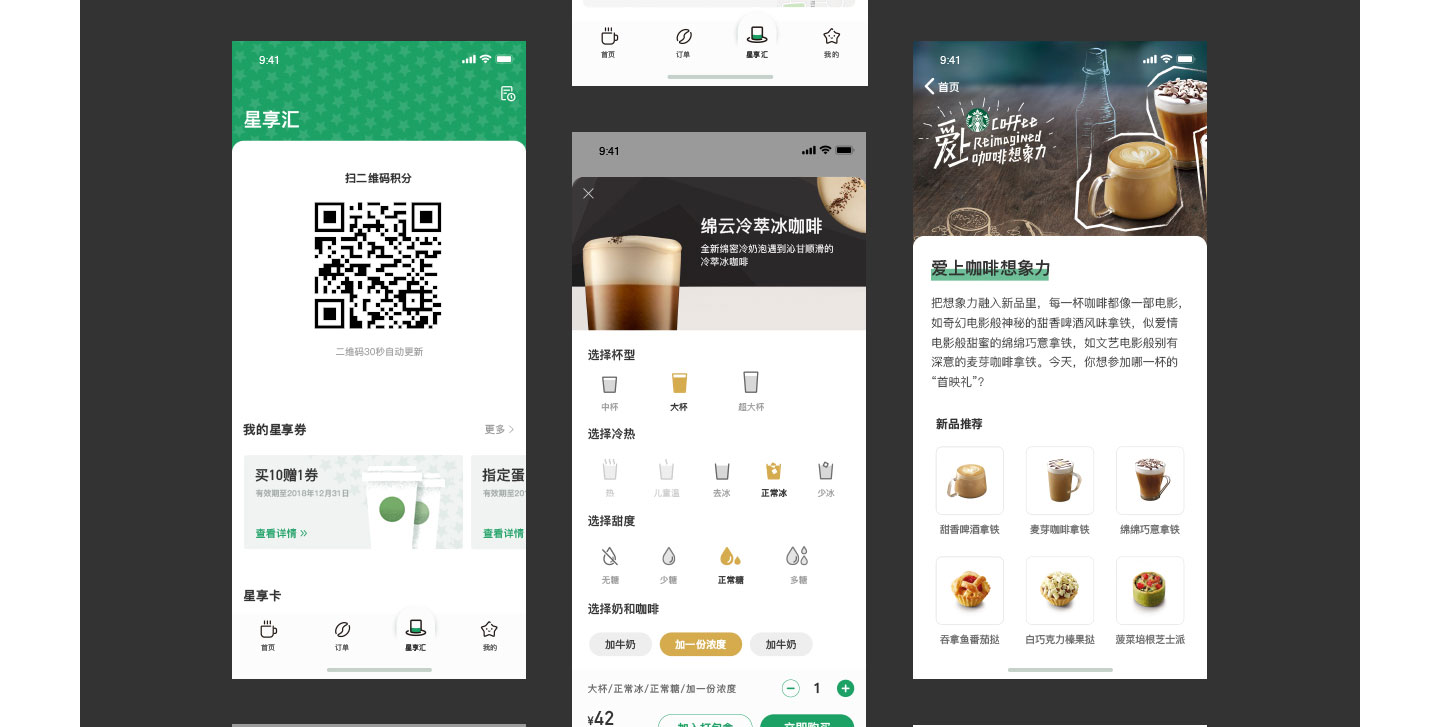 首页
订单
星享汇
我的
9:41
星享汇
扫二维码积分
二维码30秒自动更新
我的星享券
更多
买10赠1券
有效期至2018年12月31日
查看详情
指定蛋
有效期至20
查看详情
星享卡
首页
订单
星享汇
我的
9:41
绵云冷萃冰咖啡
全新绵密冷奶泡遇到沁甘顺滑的
冷萃冰咖啡
选择杯型
中杯
大杯
超大杯
选择冷热
热
儿童温
去冰
正常冰
少冰
选择甜度
无糖
少糖
正常糖
多糖
选择奶和咖啡
加牛奶
加一份浓度
加牛奶
大杯/正常冰/正常糖/加一份浓度
1
¥42
加入打包盒
立即购买
9:41
首页
爱上
Coffee
Reimagined
咖啡想象力
爱上咖啡想象力
把想象力融入新品里，每一杯咖啡都像一部电影，
如奇幻电影般神秘的甜香啤酒风味拿铁，似爱情
电影般甜蜜的绵绵巧意拿铁，如文艺电影般别有
深意的麦芽咖啡拿铁。今天，你想参加哪一杯的
“首映礼”？
新品推荐
甜香啤酒拿铁
麦芽咖啡拿铁
绵绵巧意拿铁
吞拿鱼番茄挞
白巧克力榛果挞
菠菜培根芝士派